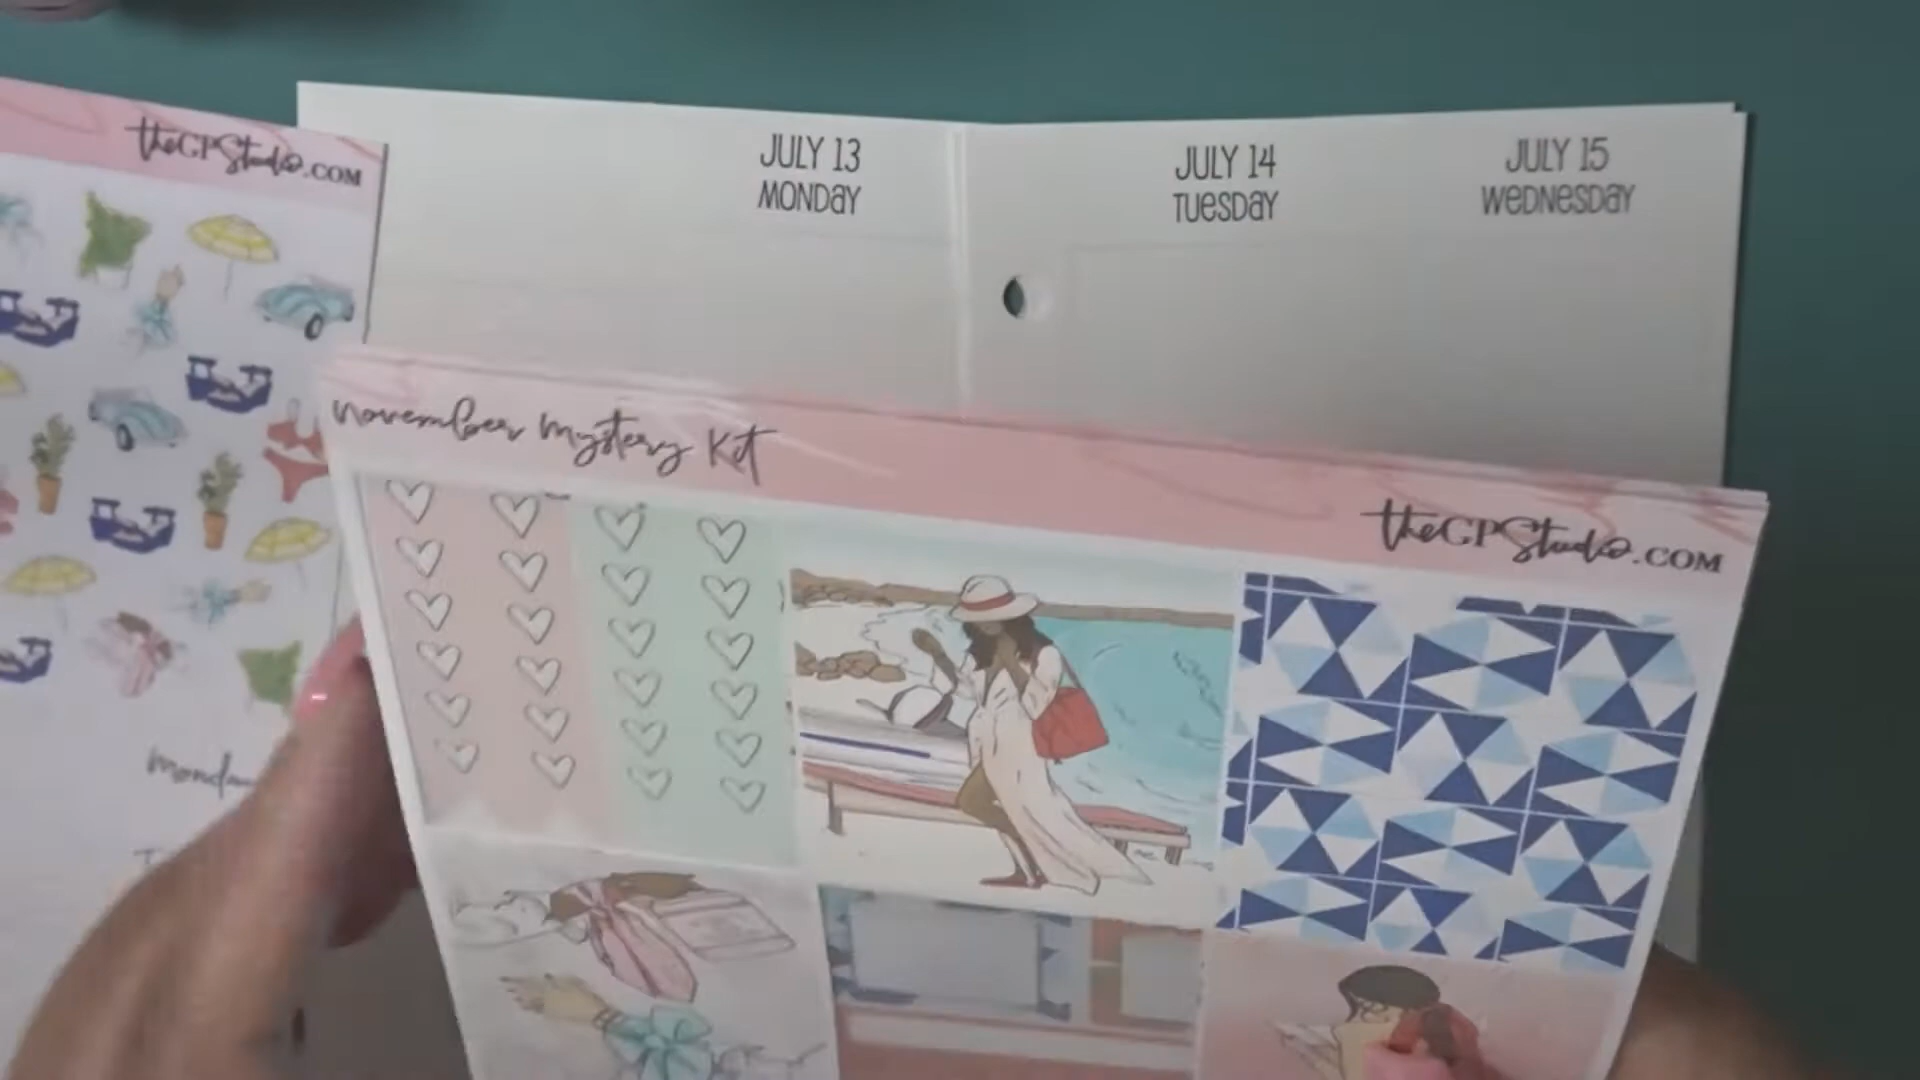 theGPStudio.COM
JULY 13
MONDAY
JULY 14
TUESDAY
JULY 15
WEDNESDAY
November Mystery Kit
theGPStudio.COM